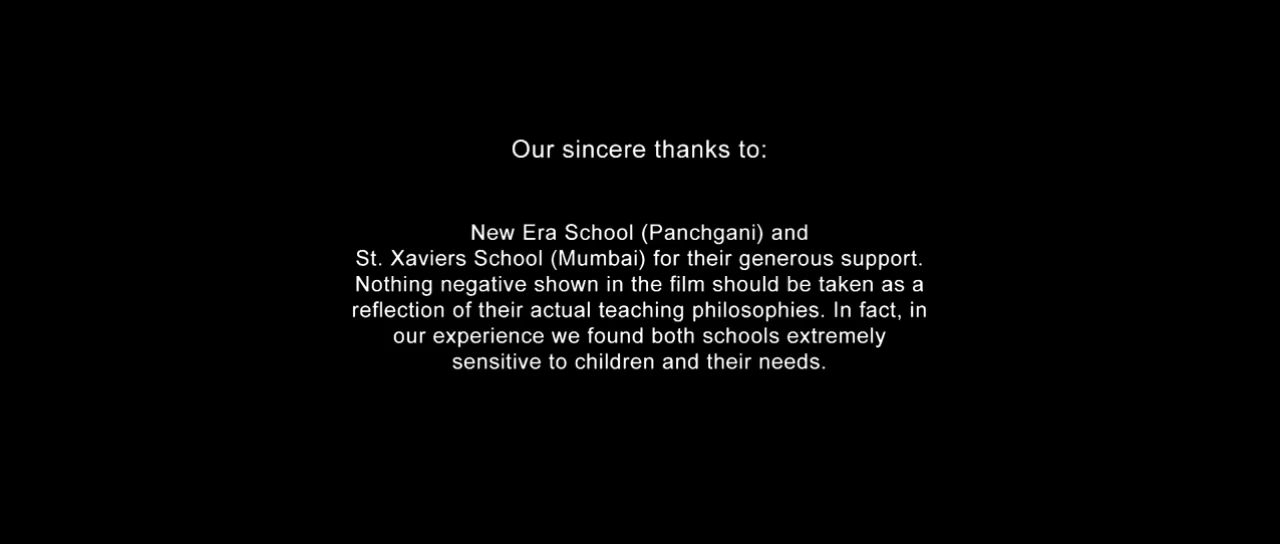 Our sincere thanks to:
New Era School (Panchgani) and
St. Xaviers School (Mumbai) for their generous support.
Nothing negative shown in the film should be taken as a
reflection of their actual teaching philosophies. In fact, in
our experience we found both schools extremely
sensitive to children and their needs.